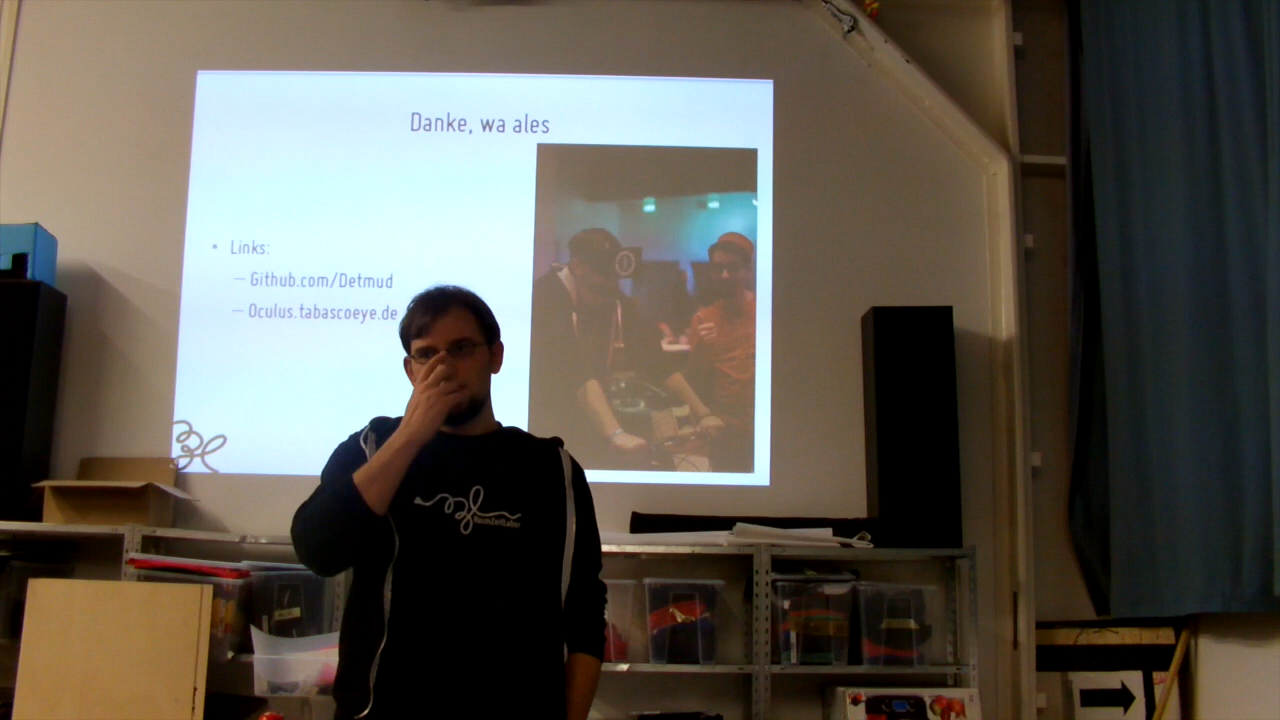 Danke, wa ales
• Links:
– Github.com/Detmud
– Oculus.tabascoeye.de
RaumZeitLabor